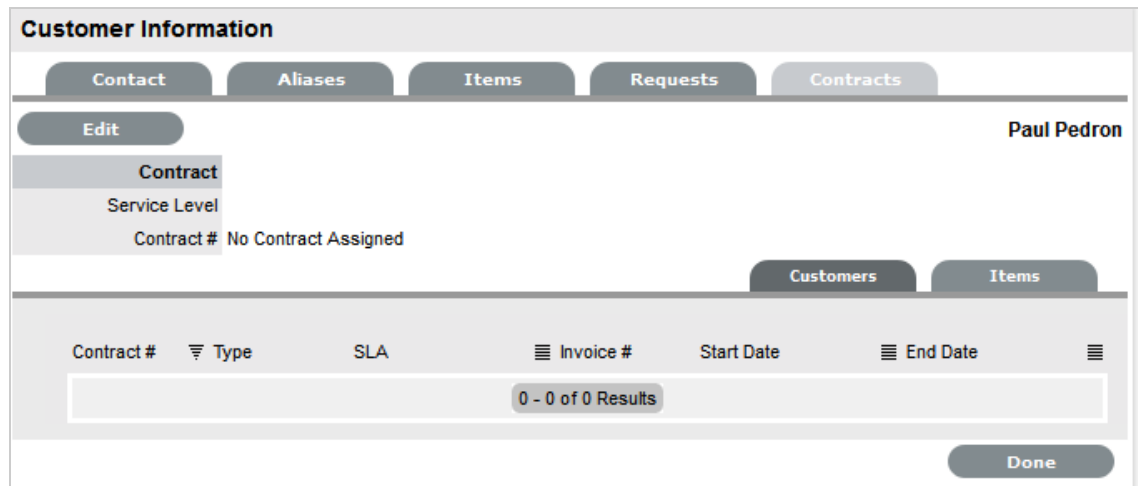 Customer Information
Contact Aliases Items Requests Contracts
Edit Paul Pedron
Contract
Service Level
Contract # No Contract Assigned
Customers Items
Contract # Type SLA Invoice # Start Date End Date
0 - 0 of 0 Results
Done